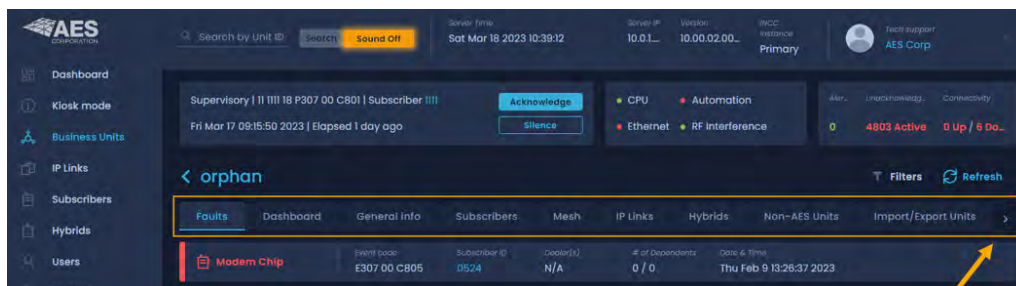 AES
CORPORATION
Search by Unit ID
Search
Sound Off
Server Time
Sat Mar 18 2023 10:39:12
Server IP
10.0.1....
Version
10.00.02.00...
INCC
Instance
Primary
Tech support
AES Corp
Dashboard
Kiosk mode
Business Units
IP Links
Subscribers
Hybrids
Users
Supervisory | 11 1111 18 P307 00 C801 | Subscriber 1111
Fri Mar 17 09:15:50 2023 | Elapsed 1 day ago
Acknowledge
Silence
CPU
Automation
Ethernet
RF Interference
Alar..
0
Unacknowledg..
4803 Active
Connectivity
0 Up / 6 Do...
< orphan
Filters
Refresh
Faults Dashboard General info Subscribers Mesh IP Links Hybrids Non-AES Units Import/Export Units >
Modem Chip
Event code
E307 00 C805
Subscriber ID
0524
Dealer(s)
N/A
# of Dependents
0 / 0
Date & Time
Thu Feb 9 13:26:37 2023